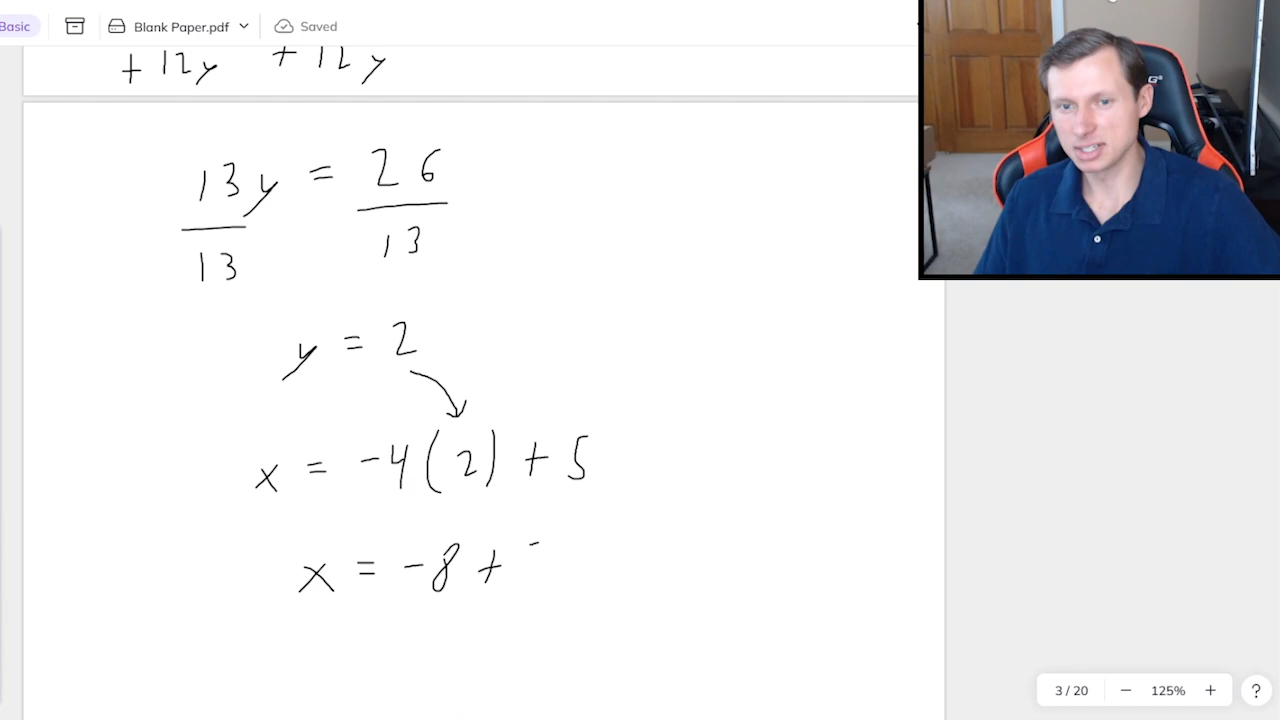 Basic Blank Paper.pdf Saved
+12y +12y
13y = 26
13 13
y = 2
x = -4(2) + 5
x = -8 +
3 / 20 − 125% + ?